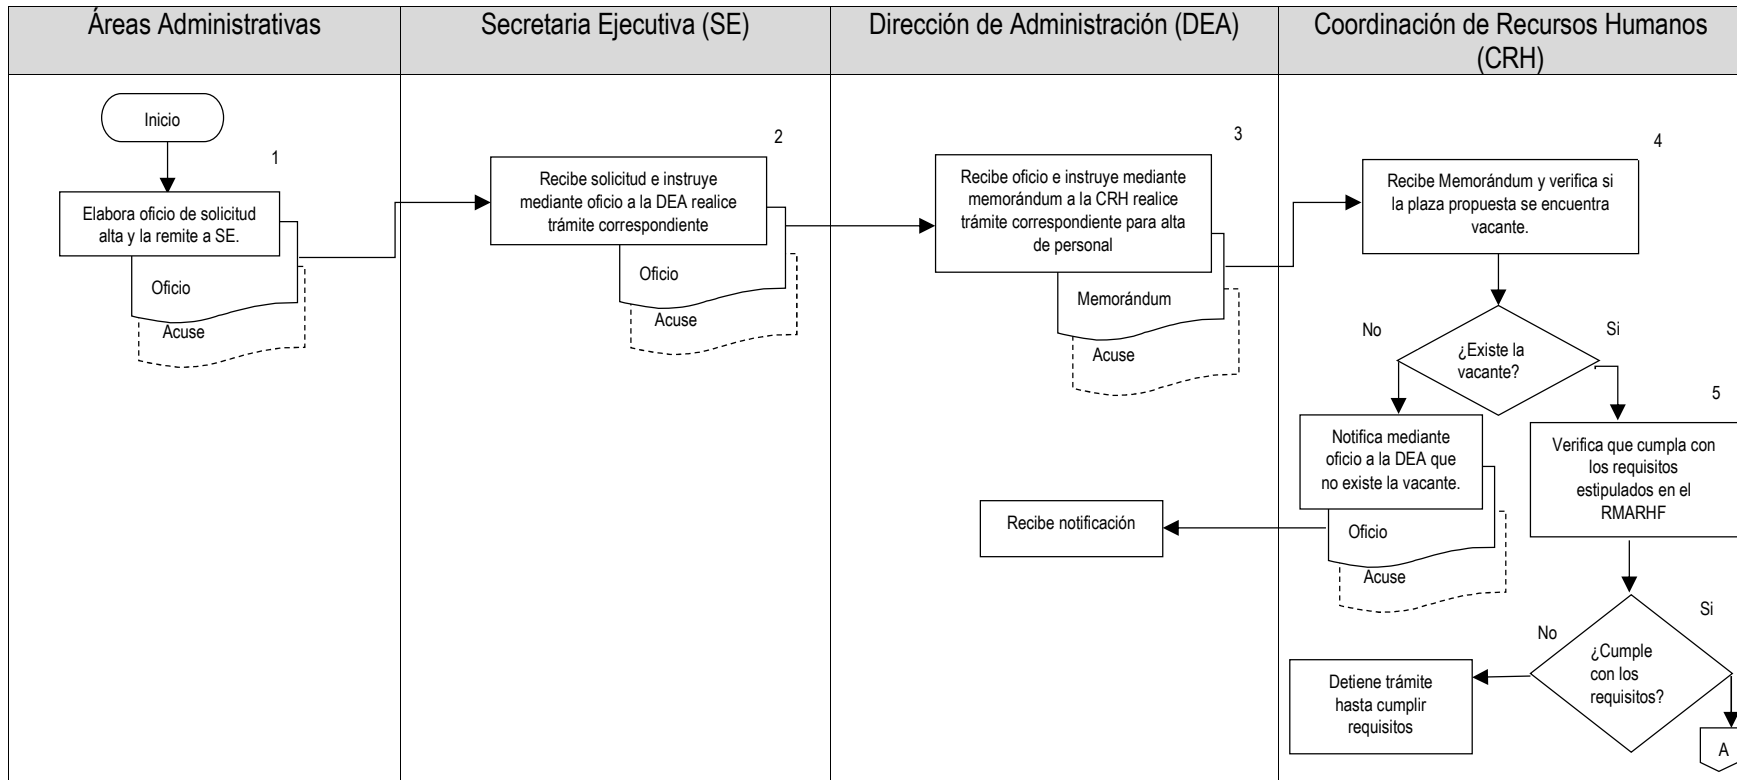 Áreas Administrativas
Secretaria Ejecutiva (SE)
Dirección de Administración (DEA)
Coordinación de Recursos Humanos
(CRH)
Inicio
1
Elabora oficio de solicitud
alta y la remite a SE.
Oficio
Acuse
2
Recibe solicitud e instruye
mediante oficio a la DEA realice
trámite correspondiente
Oficio
Acuse
3
Recibe oficio e instruye mediante
memorándum a la CRH realice
trámite correspondiente para alta
de personal
Memorándum
Acuse
4
Recibe Memorándum y verifica si
la plaza propuesta se encuentra
vacante.
No
Si
¿Existe la
vacante?
5
Notifica mediante
oficio a la DEA que
no existe la vacante.
Oficio
Acuse
Recibe notificación
Verifica que cumpla con
los requisitos
estipulados en el
RMARHF
No
Si
¿Cumple
con los
requisitos?
Detiene trámite
hasta cumplir
requisitos
A